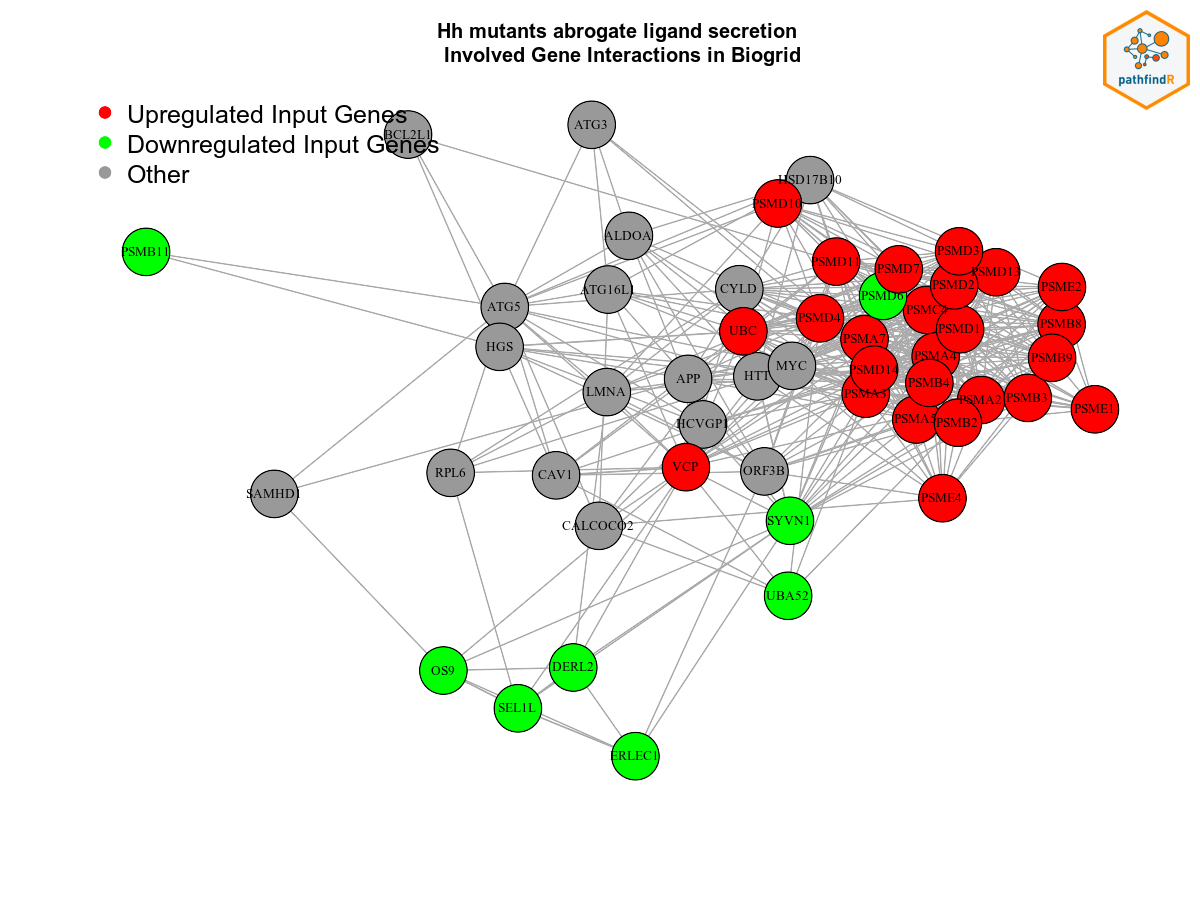 Hh mutants abrogate ligand secretion
Involved Gene Interactions in Biogrid
pathfindR
Upregulated Input Genes
Downregulated Input Genes
Other
BCL2L1
ATG3
HSD17B10
PSMD10
PSMB11
ALDOA
PSMD3
PSMD11
PSMD7
PSMD13
PSMD2
PSME2
ATG16L1
CYLD
PSMD6
ATG5
PSMC4
PSMD4
PSMB8
UBC
PSMD1
PSMA7
HGS
PSMA4
PSMB9
MYC
PSMD14
APP
HTT
PSMB4
LMNA
PSMA3
PSMA2
PSMB3
PSME1
HCVGP1
PSMA5
PSMB2
VCP
RPL6
CAV1
ORF3B
SAMHD1
PSME4
CALCOCO2
SYVN1
UBA52
OS9
DERL2
SEL1L
ERLEC1